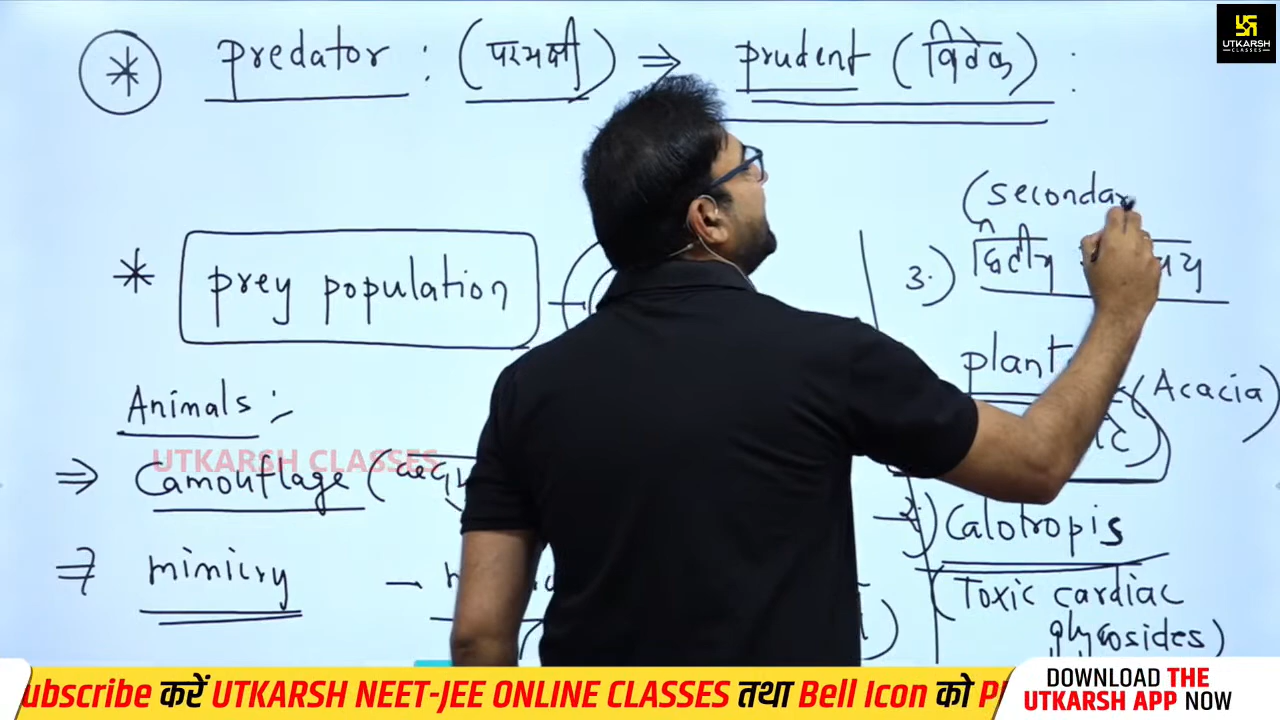 * predator : (परभक्षी) ⇒ prudent (विवेक) :
UTKARSH
CLASSES
(secondar
3.) द्वितीय
* prey population
plant
(Acacia)
Animals :-
UTKARSH CLASSES
⇒ Camouflage (
2.) Calotropis
⇒ mimicry
(Toxic cardiac
glycosides)
ubscribe करें UTKARSH NEET-JEE ONLINE CLASSES तथा Bell Icon को
DOWNLOAD THE
UTKARSH APP NOW